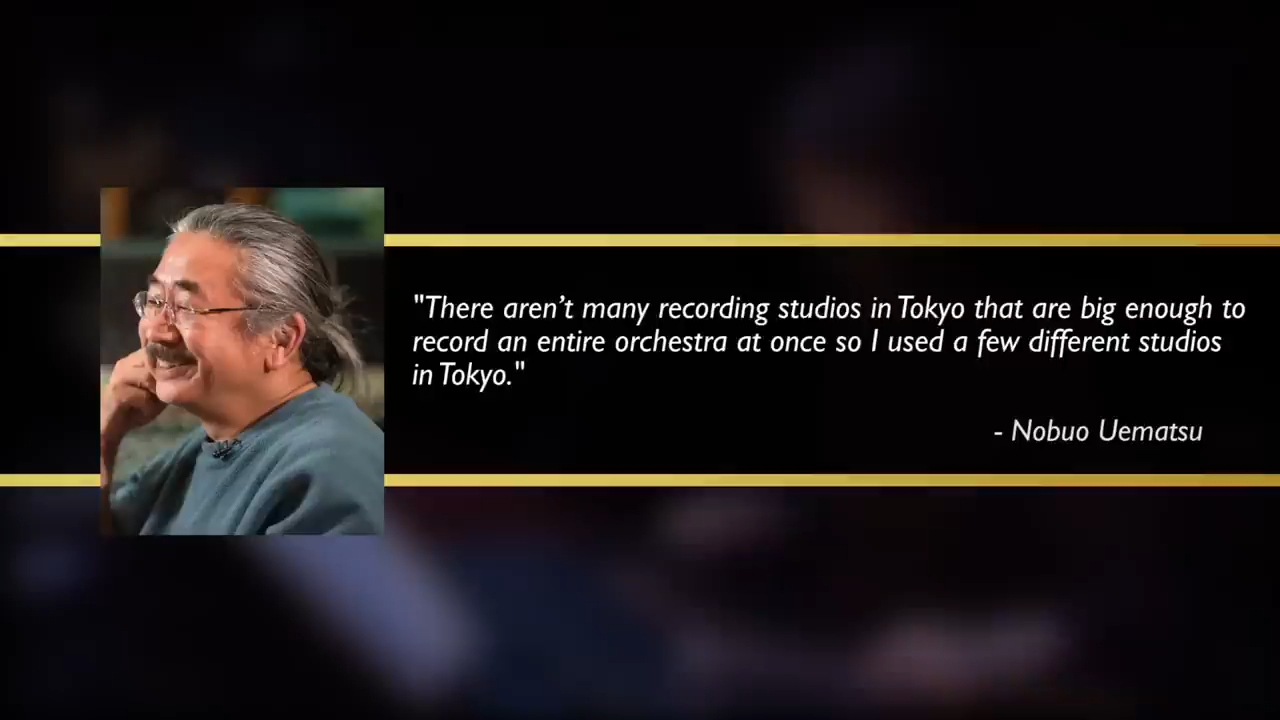 "There aren’t many recording studios in Tokyo that are big enough to
record an entire orchestra at once so I used a few different studios
in Tokyo."
- Nobuo Uematsu